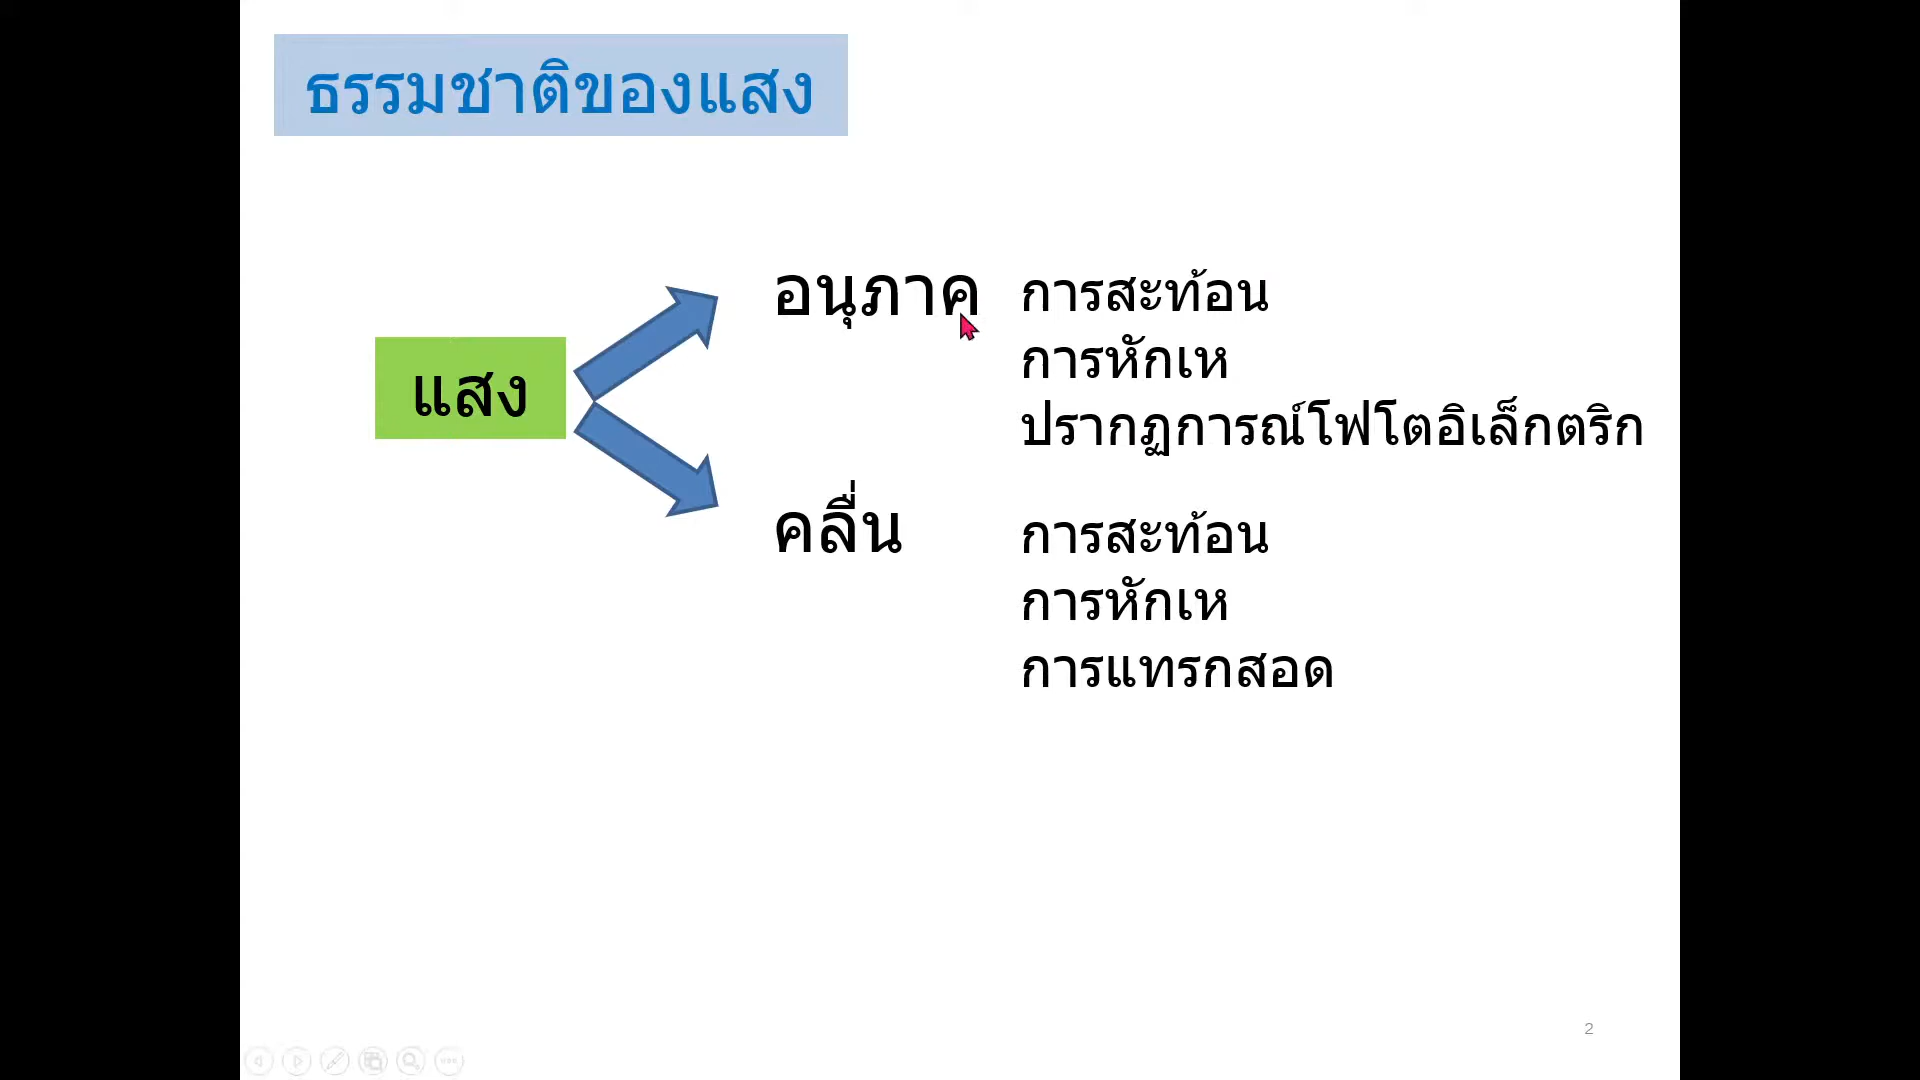 ธรรมชาติของแสง
แสง
อนุภาค
การสะท้อน
การหักเห
ปรากฏการณ์โฟโตอิเล็กตริก
คลื่น
การสะท้อน
การหักเห
การแทรกสอด
2